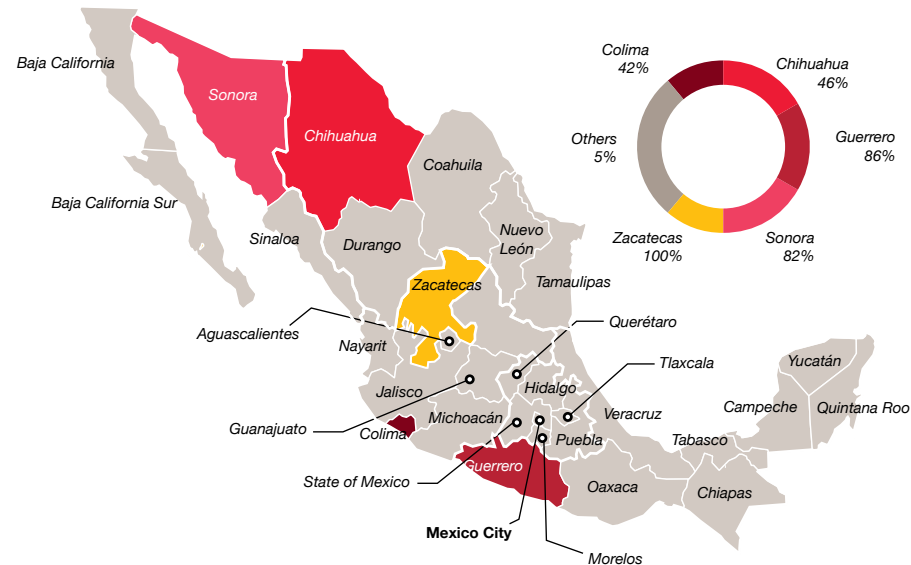 Baja California
Sonora
Chihuahua
Coahuila
Baja California Sur
Sinaloa
Durango
Nuevo
León
Tamaulipas
Zacatecas
Aguascalientes
Nayarit
Querétaro
Jalisco
Hidalgo
Tlaxcala
Yucatán
Guanajuato
Colima
Michoacán
Veracruz
Campeche
Quintana Roo
Puebla
Tabasco
State of Mexico
Guerrero
Oaxaca
Chiapas
Mexico City
Morelos
Colima
42%
Chihuahua
46%
Others
5%
Guerrero
86%
Zacatecas
100%
Sonora
82%